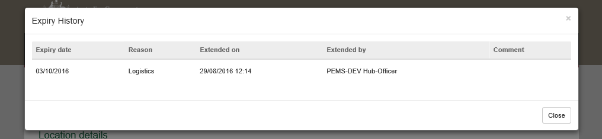 Expiry History ×
Expiry date Reason Extended on Extended by Comment
03/10/2016 Logistics 29/08/2016 12:14 PEMS-DEV Hub-Officer
Close
Location details